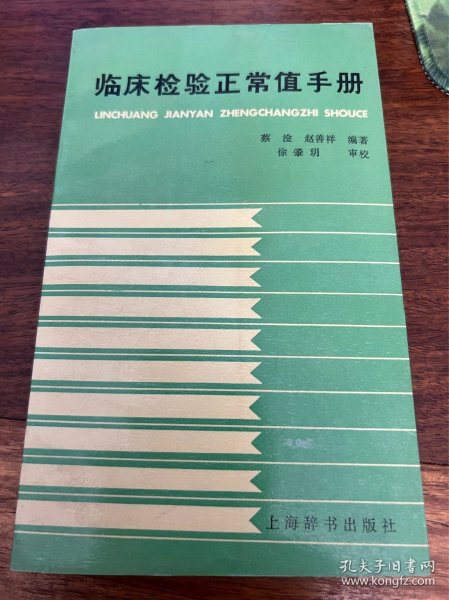 临床检验正常值手册
LINCHUANG JIANYAN ZHENGCHANGZHI SHOUCE
蔡淦 赵善祥 编著
徐肇玥 审校
上海辞书出版社
孔夫子旧书网
www.kongfz.com